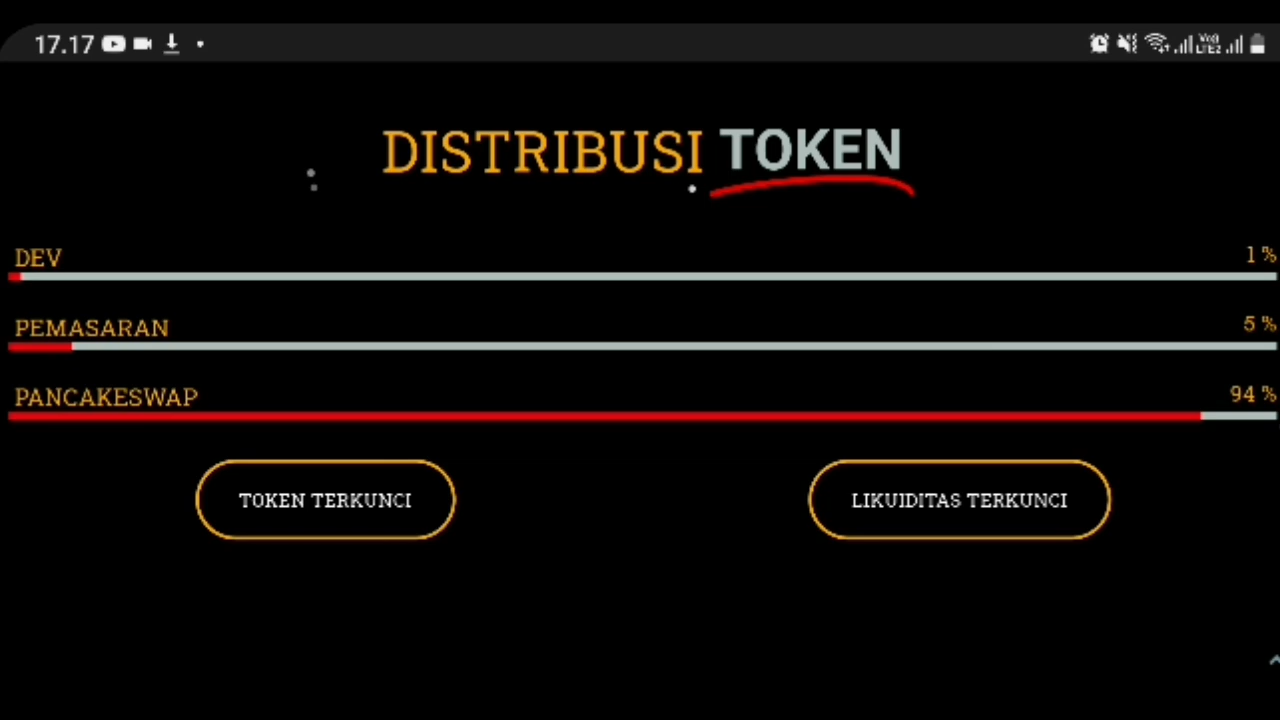 17.17
DISTRIBUSI TOKEN
DEV 1 %
PEMASARAN 5 %
PANCAKESWAP 94 %
TOKEN TERKUNCI LIKUIDITAS TERKUNCI